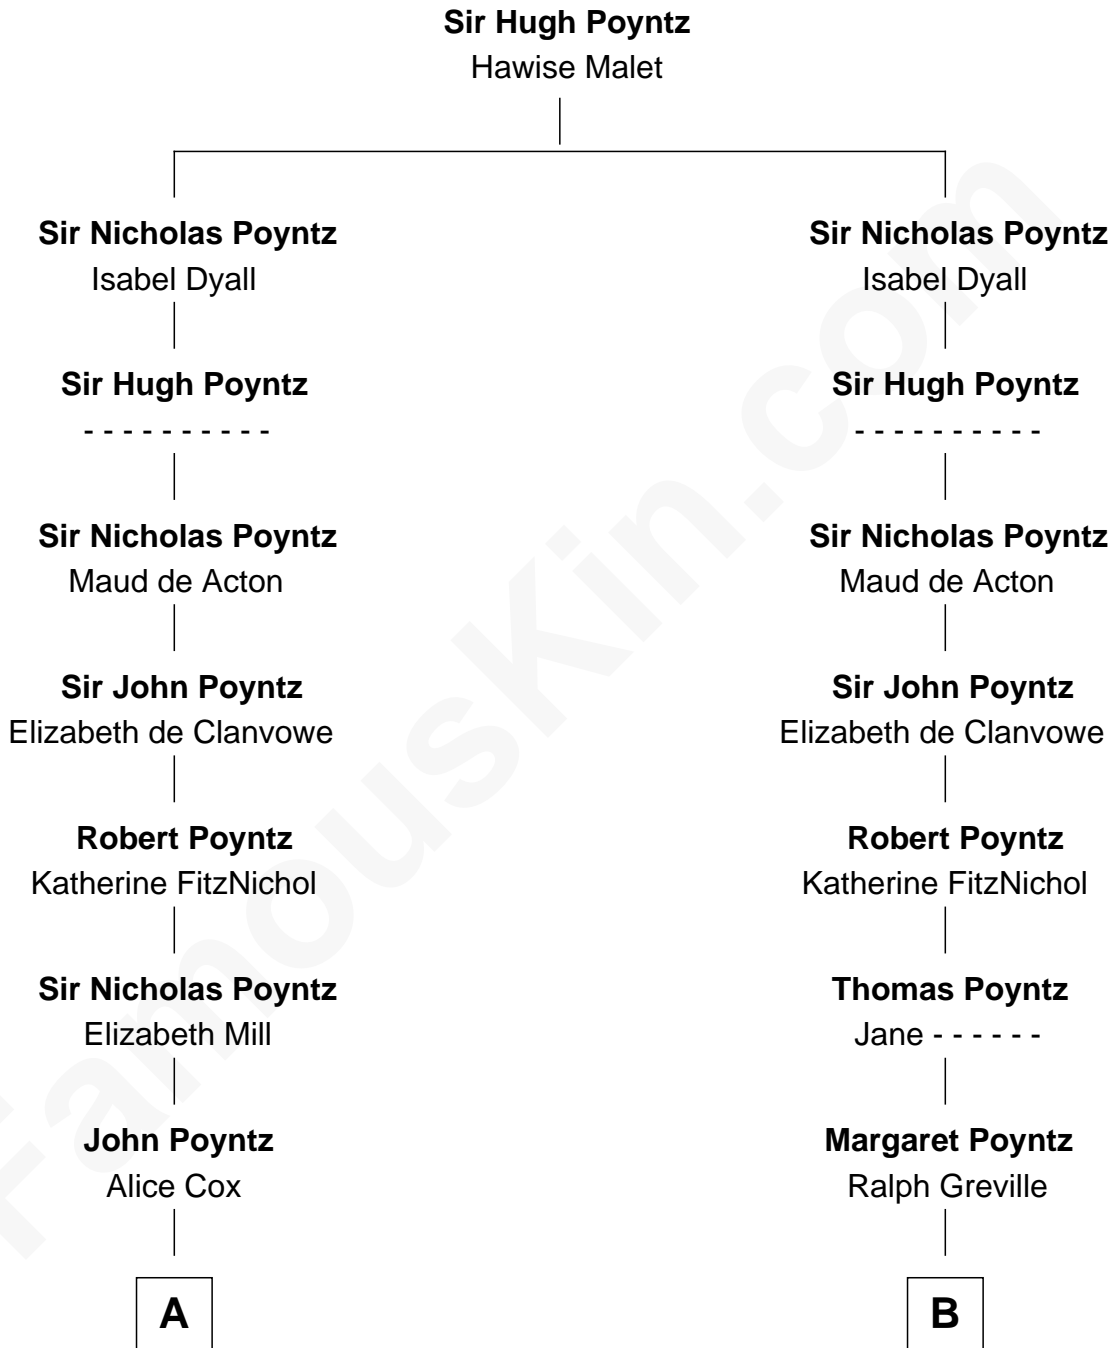 Sir Hugh Poyntz
Hawise Malet
Sir Nicholas Poyntz
Isabel Dyall
Sir Nicholas Poyntz
Isabel Dyall
Sir Hugh Poyntz
- - - - - - - - - -
Sir Hugh Poyntz
- - - - - - - - - -
Sir Nicholas Poyntz
Maud de Acton
Sir Nicholas Poyntz
Maud de Acton
Sir John Poyntz
Elizabeth de Clanvowe
Sir John Poyntz
Elizabeth de Clanvowe
Robert Poyntz
Katherine FitzNichol
Robert Poyntz
Katherine FitzNichol
Sir Nicholas Poyntz
Elizabeth Mill
Thomas Poyntz
Jane - - - - - -
John Poyntz
Alice Cox
Margaret Poyntz
Ralph Greville
A
B
FamousKin.com